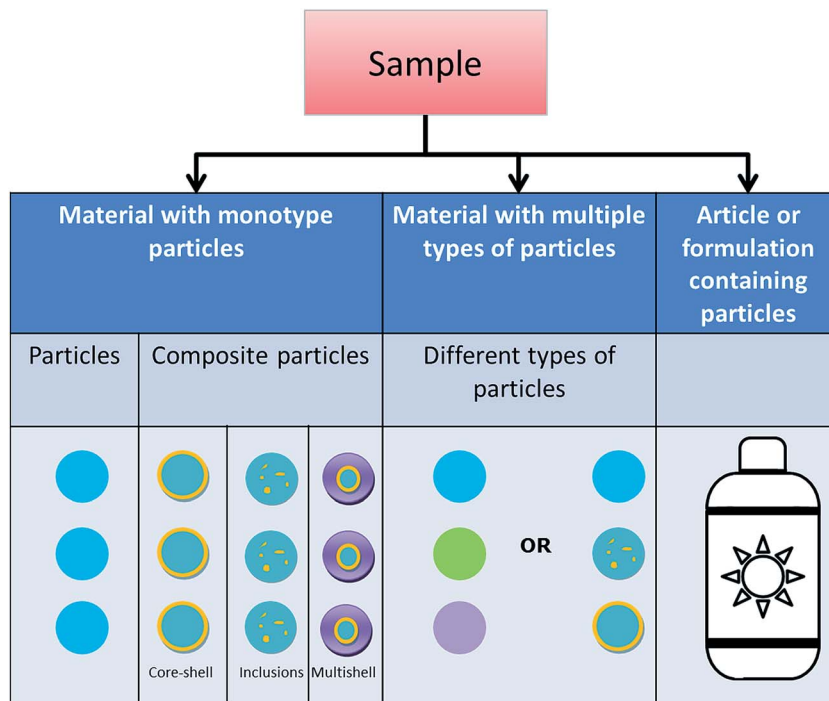 Sample
Material with monotype
particles
Material with multiple
types of particles
Article or
formulation
containing
particles
Particles
Composite particles
Different types of
particles
OR
Core-shell
Inclusions
Multishell